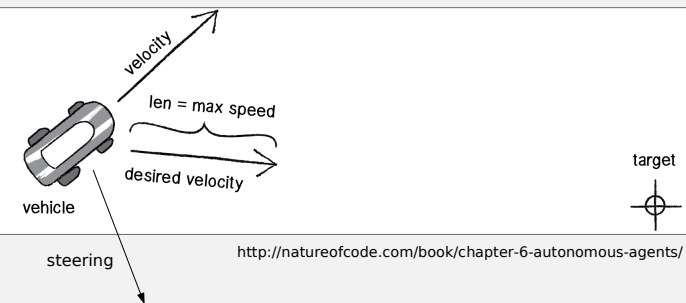 velocity
len = max speed
desired velocity
target
vehicle
steering
http://natureofcode.com/book/chapter-6-autonomous-agents/